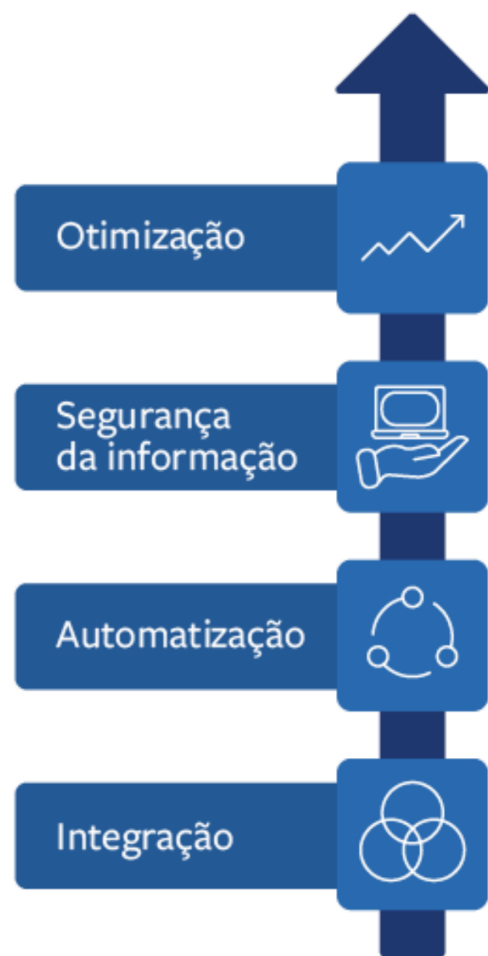 Otimização
Segurança
da informação
Automatização
Integração